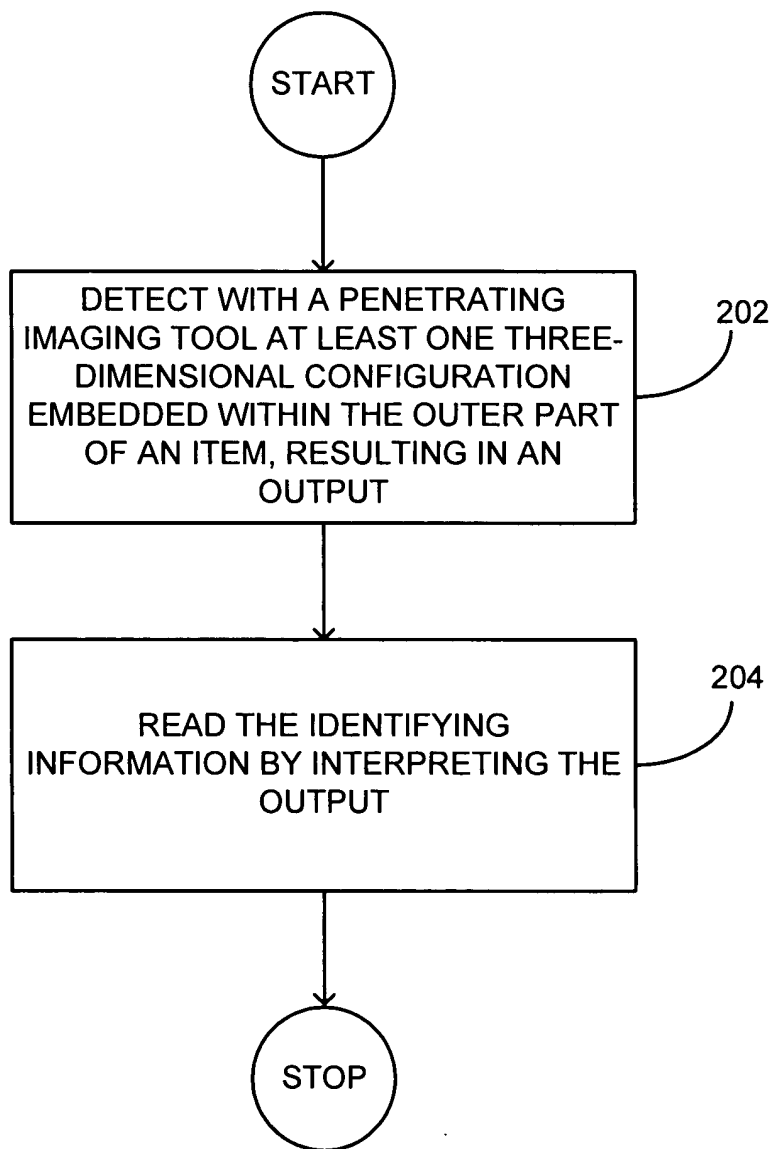 START
DETECT WITH A PENETRATING
IMAGING TOOL AT LEAST ONE THREE-
DIMENSIONAL CONFIGURATION
EMBEDDED WITHIN THE OUTER PART
OF AN ITEM, RESULTING IN AN
OUTPUT
202
READ THE IDENTIFYING
INFORMATION BY INTERPRETING THE
OUTPUT
204
STOP